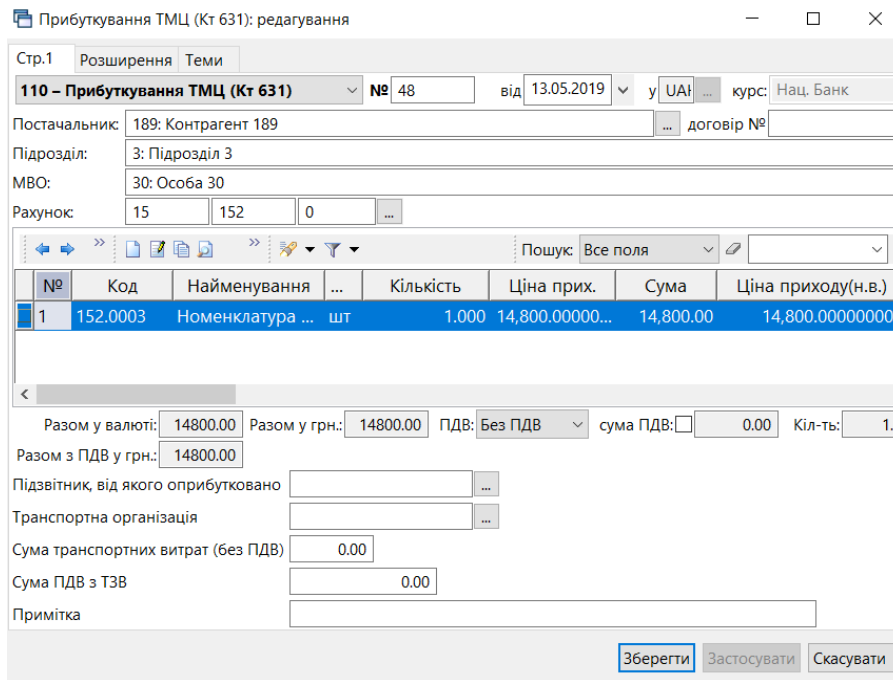 Прибуткування ТМЦ (Кт 631): редагування
Стр.1 Розширення Теми
110 – Прибуткування ТМЦ (Кт 631) № 48 від 13.05.2019 у UAH ... курс: Нац. Банк
Постачальник: 189: Контрагент 189 ... договір №
Підрозділ: 3: Підрозділ 3
МВО: 30: Особа 30
Рахунок: 15 152 0 ...
Пошук: Все поля
№ Код Найменування ... Кількість Ціна прих. Сума Ціна приходу(н.в.)
1 152.0003 Номенклатура ... шт 1.000 14,800.00000... 14,800.00 14,800.00000000
Разом у валюті: 14800.00 Разом у грн.: 14800.00 ПДВ: Без ПДВ сума ПДВ: 0.00 Кіл-ть: 1.
Разом з ПДВ у грн.: 14800.00
Підзвітник, від якого оприбутковано ...
Транспортна організація ...
Сума транспортних витрат (без ПДВ) 0.00
Сума ПДВ з ТЗВ 0.00
Примітка
Зберегти Застосувати Скасувати